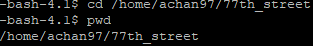 -bash-4.1$ cd /home/achan97/77th_street
-bash-4.1$ pwd
/home/achan97/77th_street